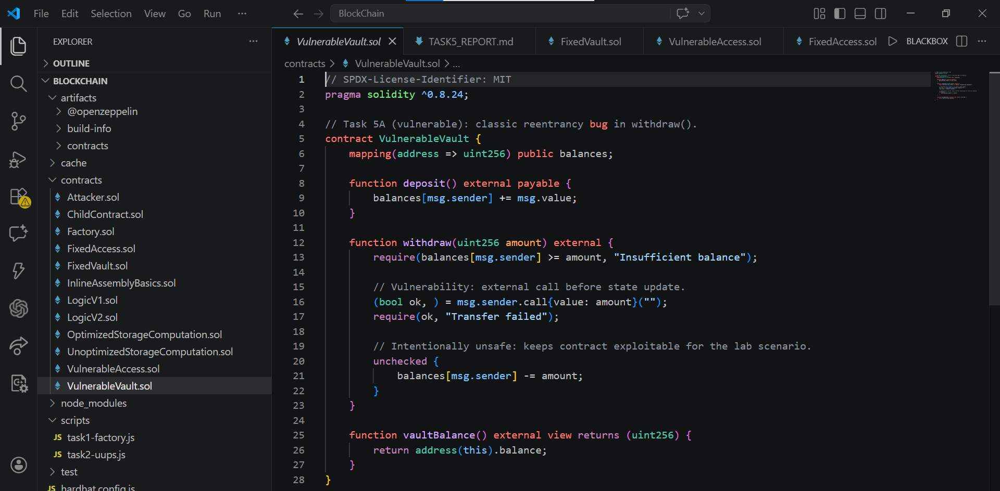 File Edit Selection View Go Run ...
BlockChain
EXPLORER ...
OUTLINE
BLOCKCHAIN
artifacts
@openzeppelin
build-info
contracts
cache
contracts
Attacker.sol
ChildContract.sol
Factory.sol
FixedAccess.sol
FixedVault.sol
InlineAssemblyBasics.sol
LogicV1.sol
LogicV2.sol
OptimizedStorageComputation.sol
UnoptimizedStorageComputation.sol
VulnerableAccess.sol
VulnerableVault.sol
node_modules
scripts
JS task1-factory.js
JS task2-uups.js
test
JS hardhat.config.js
VulnerableVault.sol TASK5_REPORT.md FixedVault.sol VulnerableAccess.sol FixedAccess.sol BLACKBOX ...
contracts > VulnerableVault.sol > ...
1 // SPDX-License-Identifier: MIT
2 pragma solidity ^0.8.24;
3
4 // Task 5A (vulnerable): classic reentrancy bug in withdraw().
5 contract VulnerableVault {
6     mapping(address => uint256) public balances;
7
8     function deposit() external payable {
9         balances[msg.sender] += msg.value;
10     }
11
12     function withdraw(uint256 amount) external {
13         require(balances[msg.sender] >= amount, "Insufficient balance");
14
15         // Vulnerability: external call before state update.
16         (bool ok, ) = msg.sender.call{value: amount}("");
17         require(ok, "Transfer failed");
18
19         // Intentionally unsafe: keeps contract exploitable for the lab scenario.
20         unchecked {
21             balances[msg.sender] -= amount;
22         }
23     }
24
25     function vaultBalance() external view returns (uint256) {
26         return address(this).balance;
27     }
28 }